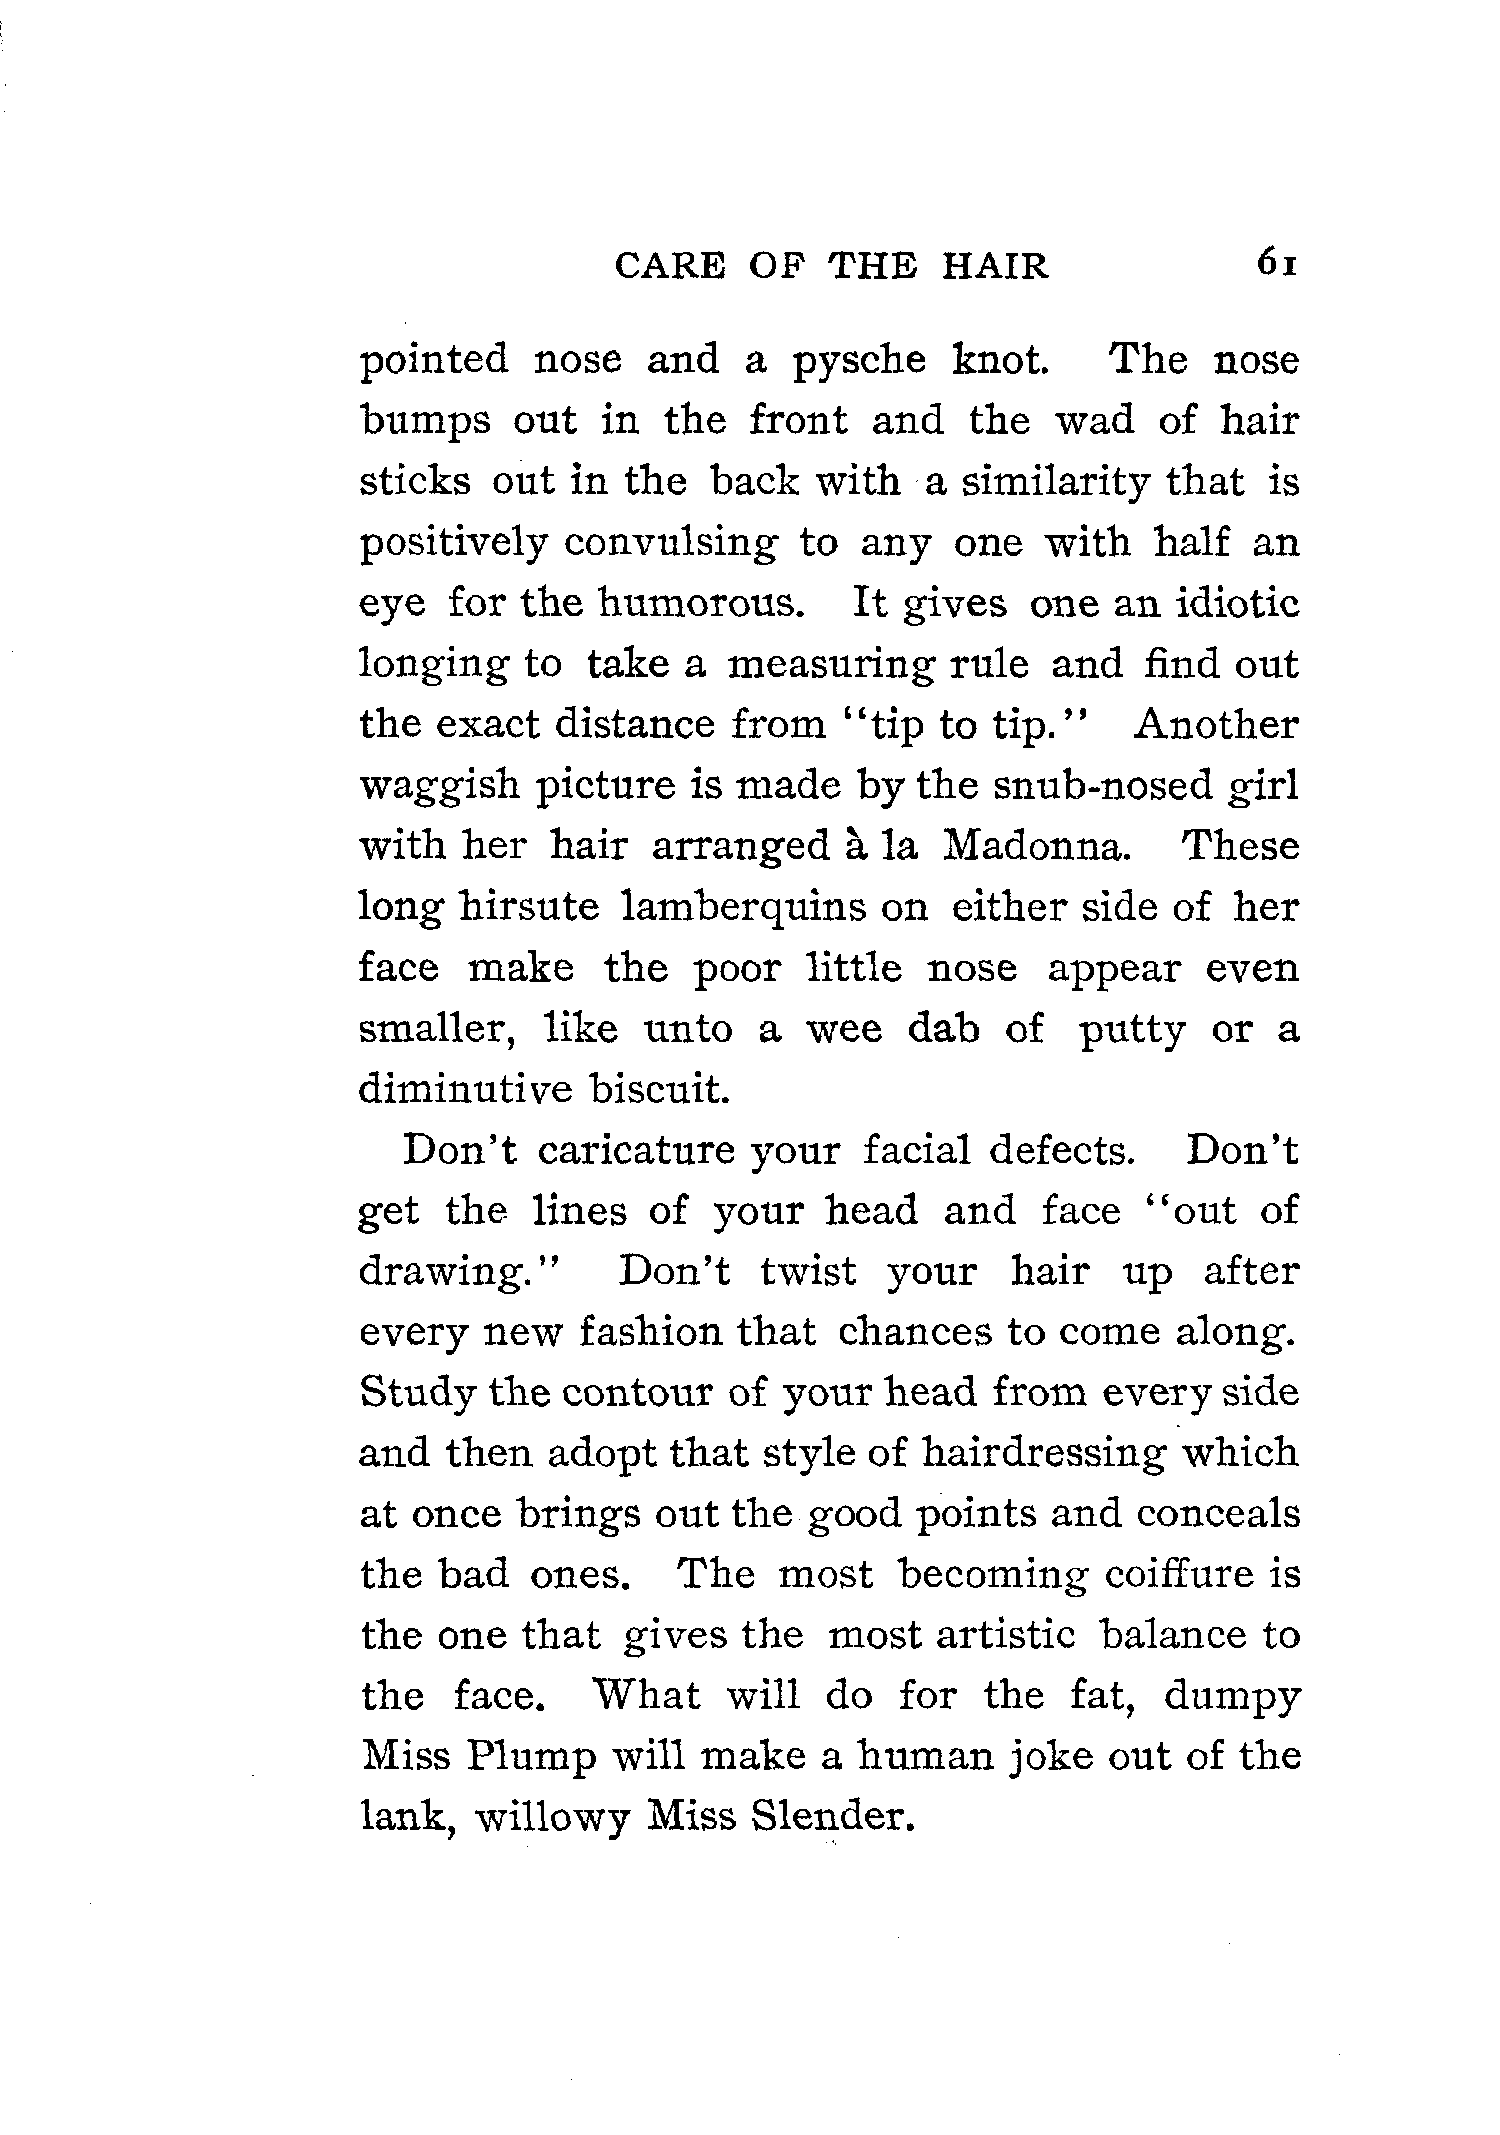 CARE OF THE HAIR 61
pointed nose and a pysche knot. The nose
bumps out in the front and the wad of hair
sticks out in the back with a similarity that is
positively convulsing to any one with half an
eye for the humorous. It gives one an idiotic
longing to take a measuring rule and find out
the exact distance from "tip to tip." Another
waggish picture is made by the snub-nosed girl
with her hair arranged à la Madonna. These
long hirsute lamberquins on either side of her
face make the poor little nose appear even
smaller, like unto a wee dab of putty or a
diminutive biscuit.
Don't caricature your facial defects. Don't
get the lines of your head and face "out of
drawing." Don't twist your hair up after
every new fashion that chances to come along.
Study the contour of your head from every side
and then adopt that style of hairdressing which
at once brings out the good points and conceals
the bad ones. The most becoming coiffure is
the one that gives the most artistic balance to
the face. What will do for the fat, dumpy
Miss Plump will make a human joke out of the
lank, willowy Miss Slender.